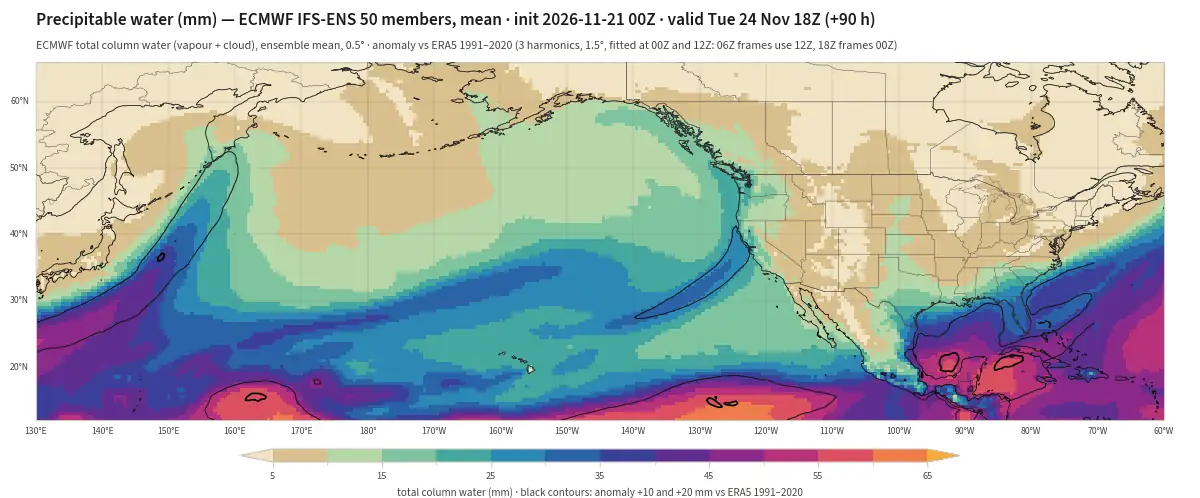 Precipitable water (mm) — ECMWF IFS-ENS 50 members, mean · init 2026-11-21 00Z · valid Tue 24 Nov 18Z (+90 h)
ECMWF total column water (vapour + cloud), ensemble mean, 0.5° · anomaly vs ERA5 1991–2020 (3 harmonics, 1.5°, fitted at 00Z and 12Z: 06Z frames use 12Z, 18Z frames 00Z)
60°N
50°N
40°N
30°N
20°N
130°E 140°E 150°E 160°E 170°E 180° 170°W 160°W 150°W 140°W 130°W 120°W 110°W 100°W 90°W 80°W 70°W 60°W
5 15 25 35 45 55 65
total column water (mm) · black contours: anomaly +10 and +20 mm vs ERA5 1991–2020